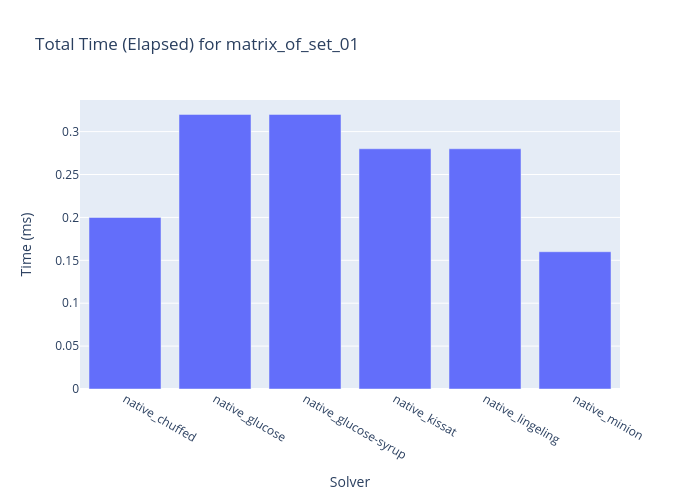 Total Time (Elapsed) for matrix_of_set_01
Time (ms)
0.3
0.25
0.2
0.15
0.1
0.05
0
native_chuffed
native_glucose
native_glucose-syrup
native_kissat
native_lingeling
native_minion
Solver